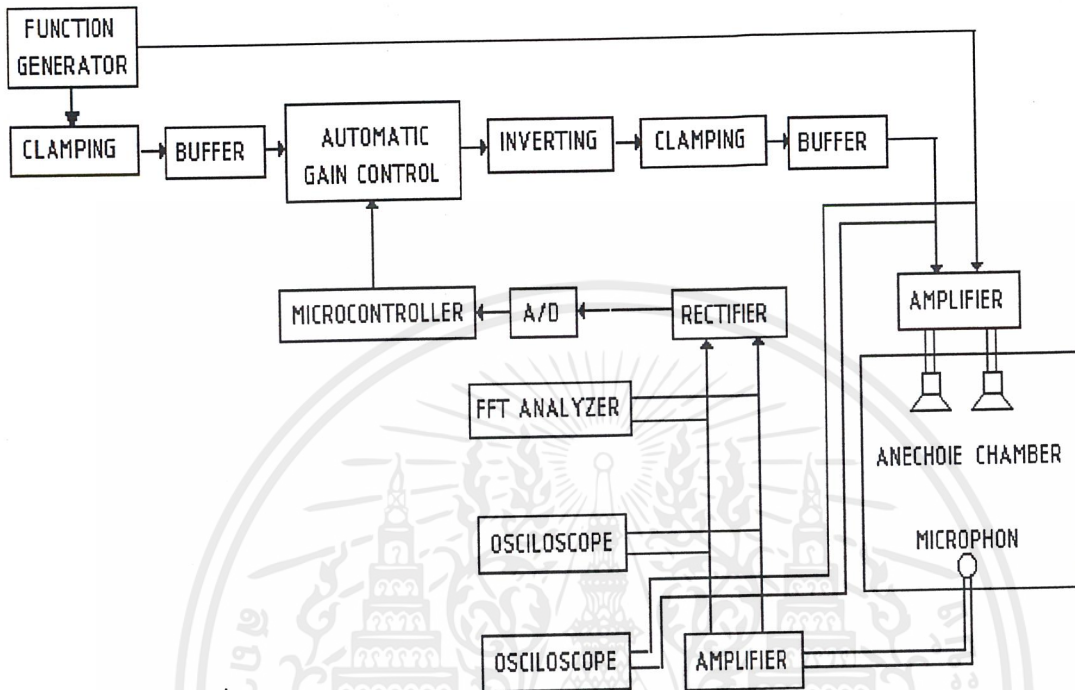 FUNCTION
GENERATOR
CLAMPING
BUFFER
AUTOMATIC
GAIN CONTROL
INVERTING
CLAMPING
BUFFER
MICROCONTROLLER
A/D
RECTIFIER
AMPLIFIER
FFT ANALYZER
ANECHOIE CHAMBER
OSCILOSCOPE
MICROPHON
OSCILOSCOPE
AMPLIFIER